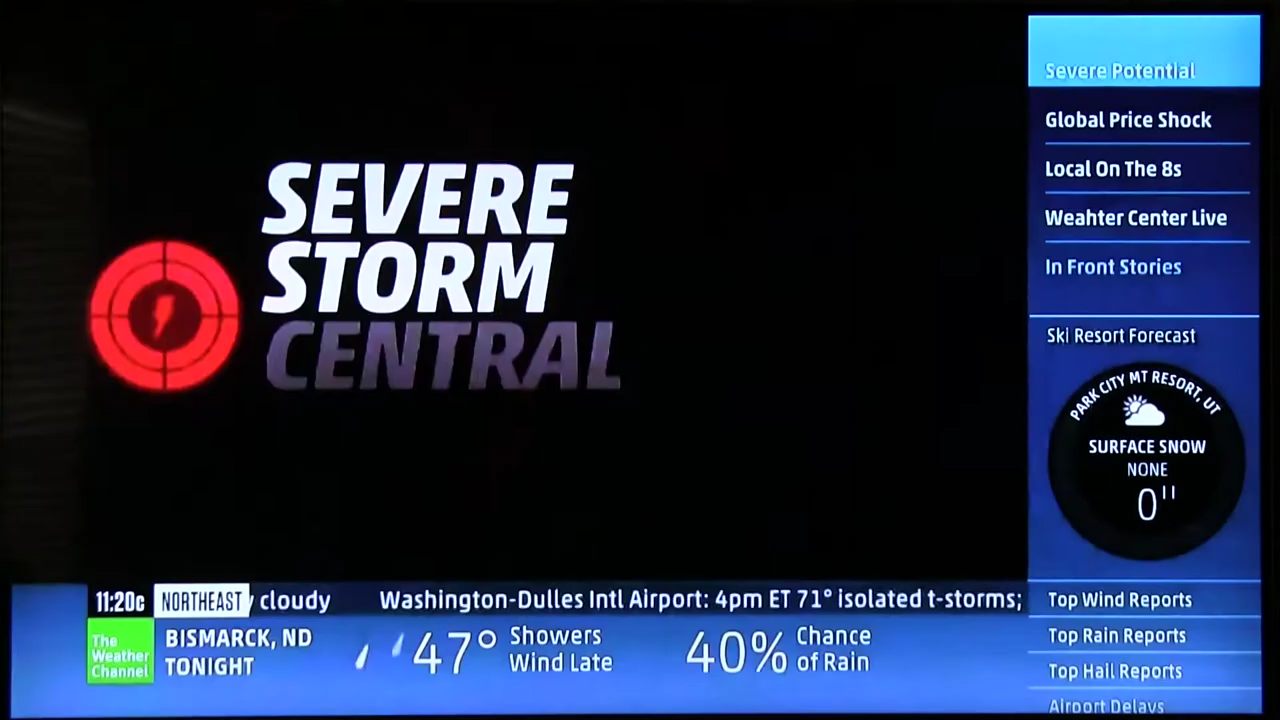 Severe Potential
Global Price Shock
Local On The 8s
Weahter Center Live
In Front Stories
SEVERE
STORM
CENTRAL
Ski Resort Forecast
PARK CITY MT RESORT, UT
SURFACE SNOW
NONE
0"
11:20c NORTHEAST cloudy Washington-Dulles Intl Airport: 4pm ET 71° isolated t-storms;
The
Weather
Channel
BISMARCK, ND
TONIGHT
47° Showers
Wind Late
40% Chance
of Rain
Top Wind Reports
Top Rain Reports
Top Hail Reports
Airport Delays